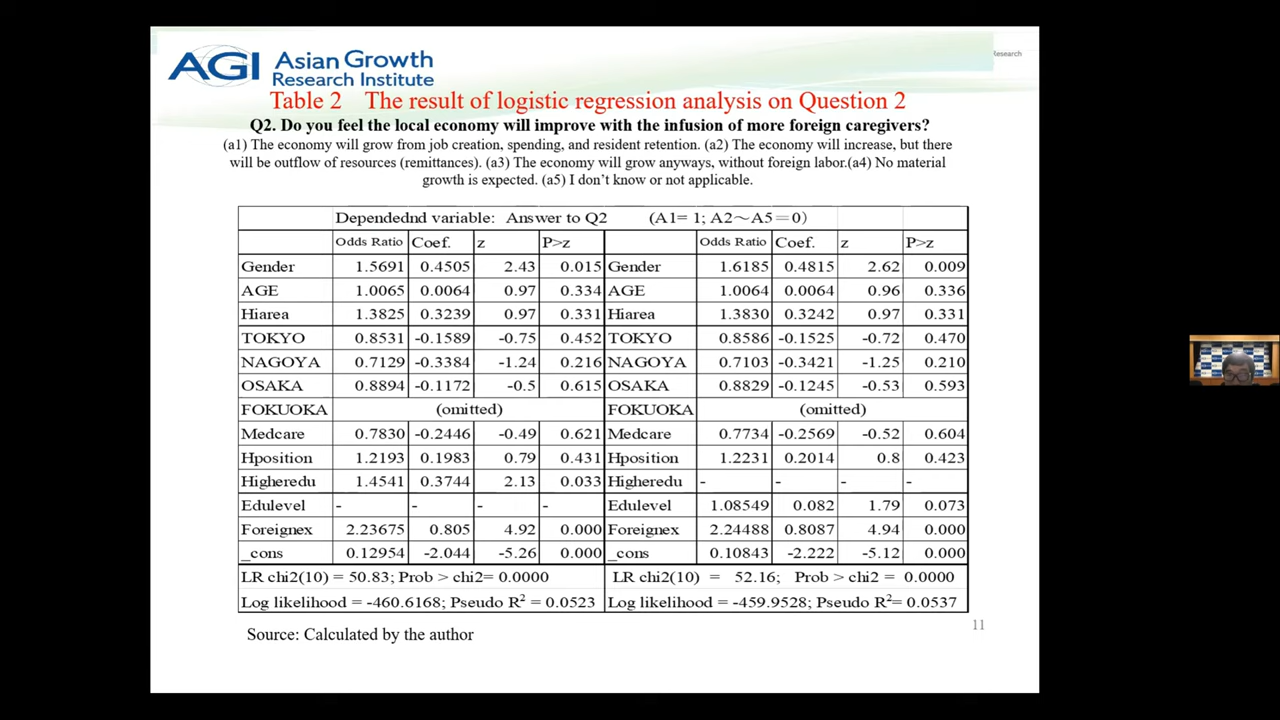 AGI Asian Growth Research Institute
Research
Table 2 The result of logistic regression analysis on Question 2
Q2. Do you feel the local economy will improve with the infusion of more foreign caregivers?
(a1) The economy will grow from job creation, spending, and resident retention. (a2) The economy will increase, but there
will be outflow of resources (remittances). (a3) The economy will grow anyways, without foreign labor.(a4) No material
growth is expected. (a5) I don't know or not applicable.
Dependednd variable: Answer to Q2 (A1= 1; A2～A5＝0)
Odds Ratio Coef. z P>z Odds Ratio Coef. z P>z
Gender 1.5691 0.4505 2.43 0.015 Gender 1.6185 0.4815 2.62 0.009
AGE 1.0065 0.0064 0.97 0.334 AGE 1.0064 0.0064 0.96 0.336
Hiarea 1.3825 0.3239 0.97 0.331 Hiarea 1.3830 0.3242 0.97 0.331
TOKYO 0.8531 -0.1589 -0.75 0.452 TOKYO 0.8586 -0.1525 -0.72 0.470
NAGOYA 0.7129 -0.3384 -1.24 0.216 NAGOYA 0.7103 -0.3421 -1.25 0.210
OSAKA 0.8894 -0.1172 -0.5 0.615 OSAKA 0.8829 -0.1245 -0.53 0.593
FOKUOKA (omitted) FOKUOKA (omitted)
Medcare 0.7830 -0.2446 -0.49 0.621 Medcare 0.7734 -0.2569 -0.52 0.604
Hposition 1.2193 0.1983 0.79 0.431 Hposition 1.2231 0.2014 0.8 0.423
Higheredu 1.4541 0.3744 2.13 0.033 Higheredu - - - -
Edulevel - - - - Edulevel 1.08549 0.082 1.79 0.073
Foreignex 2.23675 0.805 4.92 0.000 Foreignex 2.24488 0.8087 4.94 0.000
_cons 0.12954 -2.044 -5.26 0.000 _cons 0.10843 -2.222 -5.12 0.000
LR chi2(10) = 50.83; Prob > chi2= 0.0000 LR chi2(10) = 52.16; Prob > chi2 = 0.0000
Log likelihood = -460.6168; Pseudo R² = 0.0523 Log likelihood = -459.9528; Pseudo R²= 0.0537
Source: Calculated by the author
11